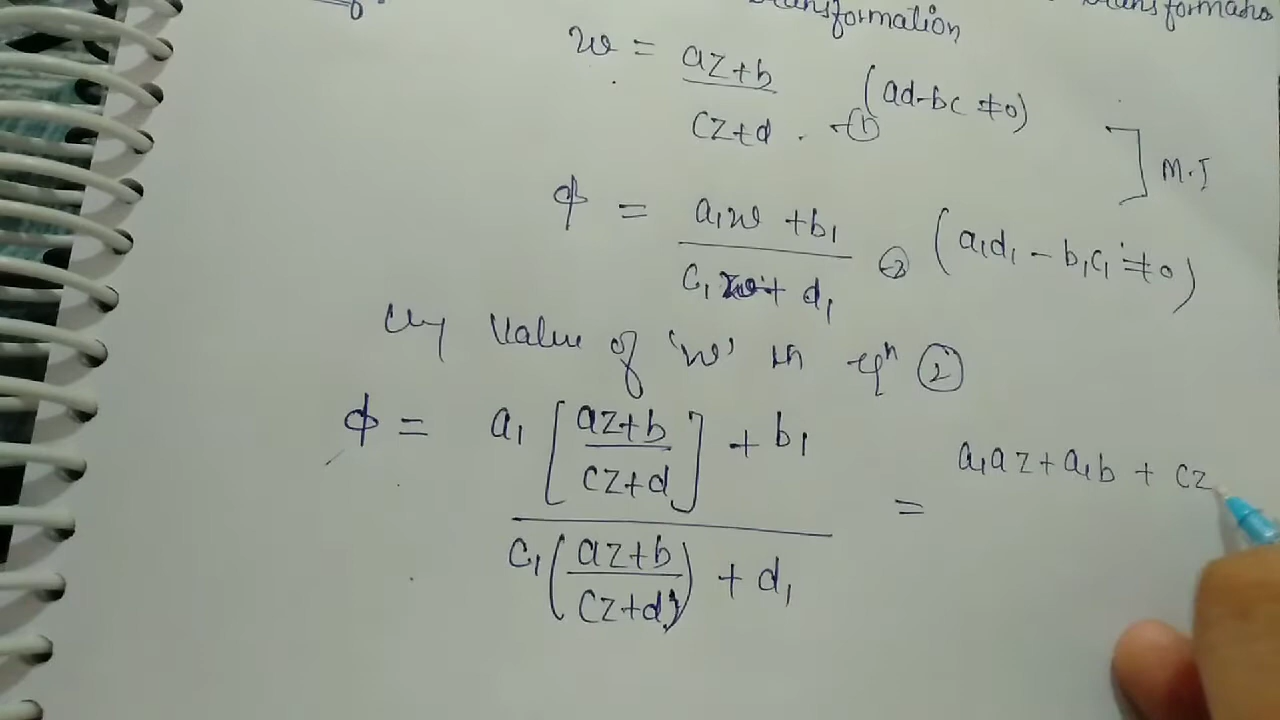 transformation
w = az+b / cz+d . -① (ad-bc ≠0)
] M.T
ϕ = a₁w +b₁ / c₁w+ d₁ -② (a₁d₁ - b₁c₁ ≠0)
Value of 'w' in eqⁿ ②
ϕ = a₁ [az+b / cz+d] + b₁ / c₁(az+b / cz+d) + d₁ = a₁az+a₁b + cz